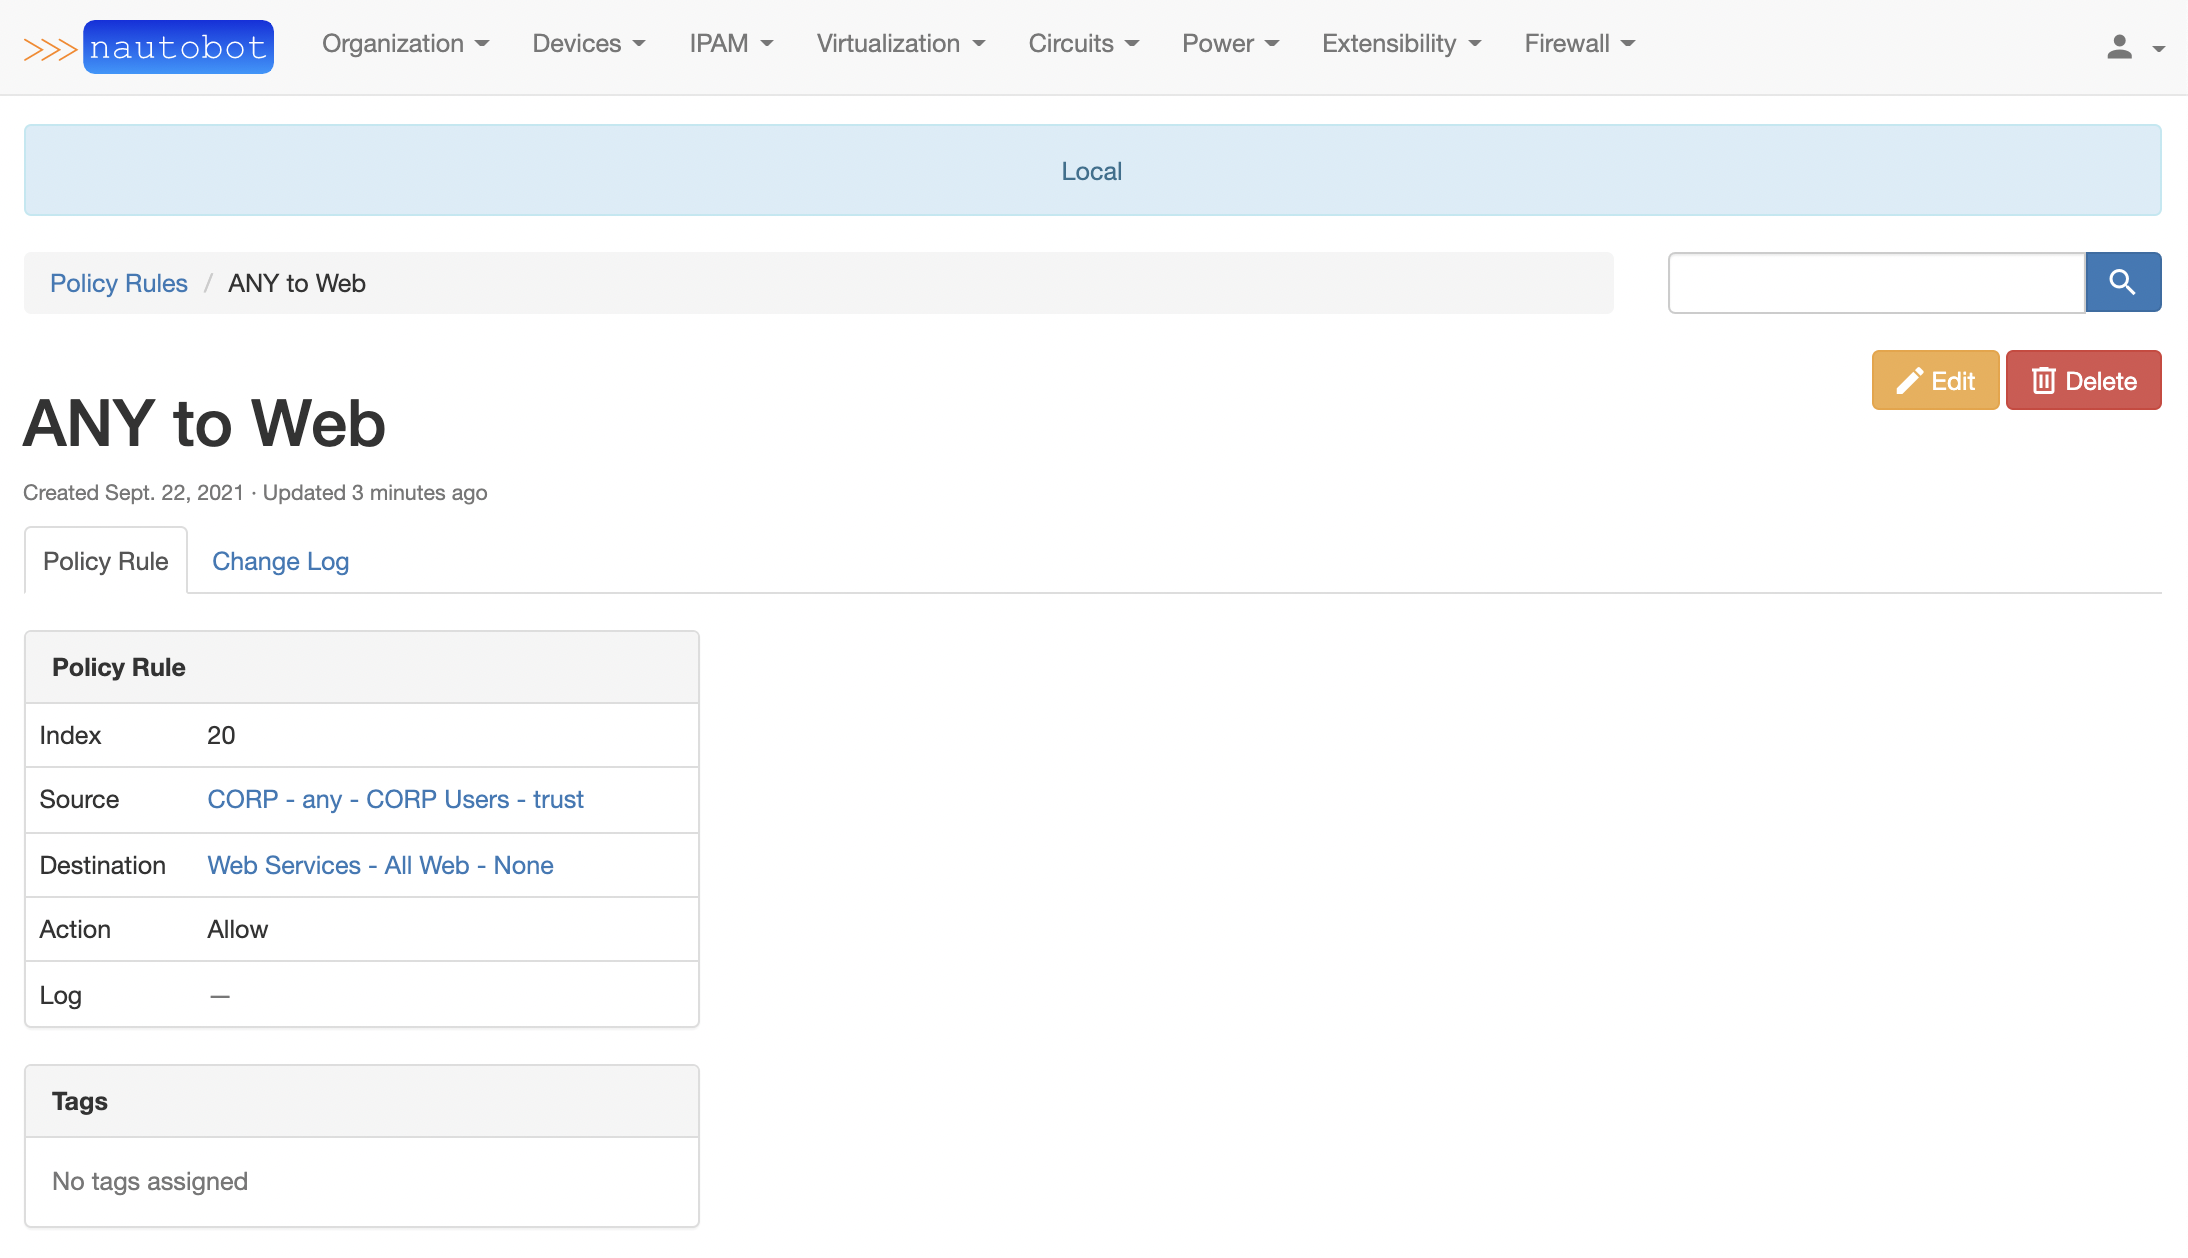 >>> nautobot Organization Devices IPAM Virtualization Circuits Power Extensibility Firewall
Local
Policy Rules / ANY to Web
Edit Delete
ANY to Web
Created Sept. 22, 2021 · Updated 3 minutes ago
Policy Rule Change Log
Policy Rule
Index 20
Source CORP - any - CORP Users - trust
Destination Web Services - All Web - None
Action Allow
Log —
Tags
No tags assigned